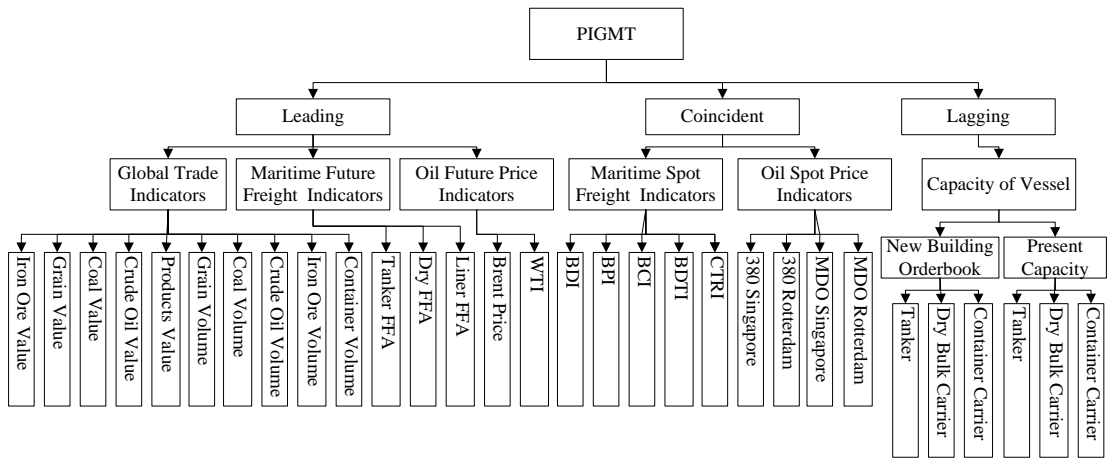 PIGMT
Leading
Coincident
Lagging
Global Trade
Indicators
Maritime Future
Freight Indicators
Oil Future Price
Indicators
Maritime Spot
Freight Indicators
Oil Spot Price
Indicators
Capacity of Vessel
New Building
Orderbook
Present
Capacity
Iron Ore Value
Grain Value
Coal Value
Crude Oil Value
Products Value
Grain Volume
Coal Volume
Crude Oil Volume
Iron Ore Volume
Container Volume
Tanker FFA
Dry FFA
Liner FFA
Brent Price
WTI
BDI
BPI
BCI
BDTI
CTRI
380 Singapore
380 Rotterdam
MDO Singapore
MDO Rotterdam
Tanker
Dry Bulk Carrier
Container Carrier
Tanker
Dry Bulk Carrier
Container Carrier